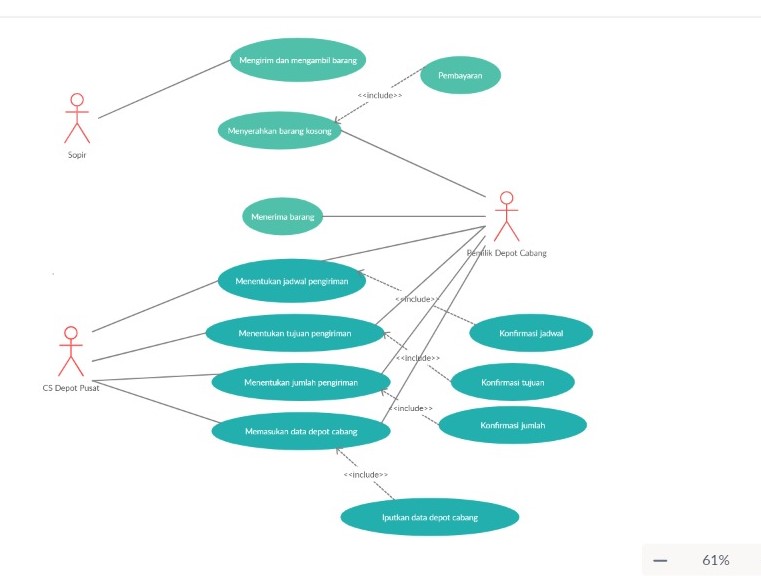 Mengirim dan mengambil barang
Pembayaran
<<include>>
Menyerahkan barang kosong
Sopir
Menerima barang
Pemilik Depot Cabang
Menentukan jadwal pengiriman
<<include>>
Menentukan tujuan pengiriman
Konfirmasi jadwal
<<include>>
CS Depot Pusat
Menentukan jumlah pengiriman
Konfirmasi tujuan
<<include>>
Memasukan data depot cabang
Konfirmasi jumlah
<<include>>
Iputkan data depot cabang
61%